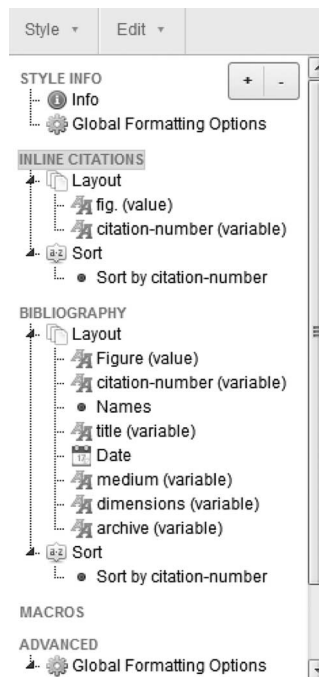 Style Edit
STYLE INFO + -
Info
Global Formatting Options
INLINE CITATIONS
Layout
fig. (value)
citation-number (variable)
a-z Sort
Sort by citation-number
BIBLIOGRAPHY
Layout
Figure (value)
citation-number (variable)
Names
title (variable)
12 Date
medium (variable)
dimensions (variable)
archive (variable)
a-z Sort
Sort by citation-number
MACROS
ADVANCED
Global Formatting Options